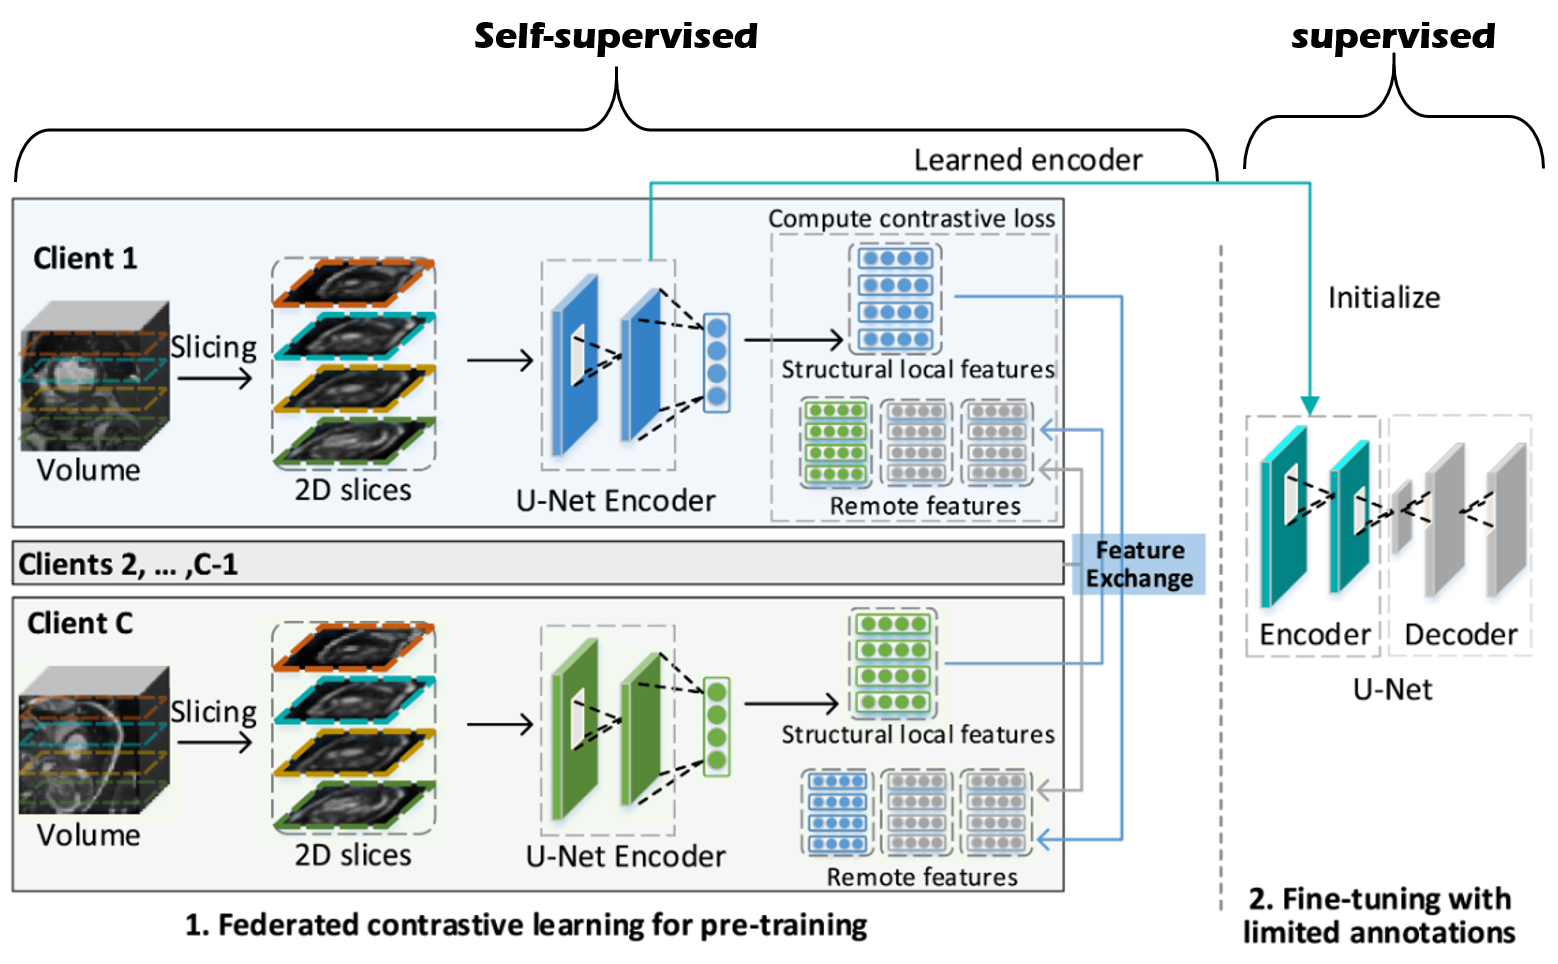 Self-supervised
supervised
Learned encoder
Compute contrastive loss
Client 1
Slicing
Volume
2D slices
U-Net Encoder
Structural local features
Remote features
Initialize
Clients 2, ... ,C-1
Feature
Exchange
Client C
Slicing
Volume
2D slices
U-Net Encoder
Structural local features
Remote features
Encoder
Decoder
U-Net
1. Federated contrastive learning for pre-training
2. Fine-tuning with
limited annotations